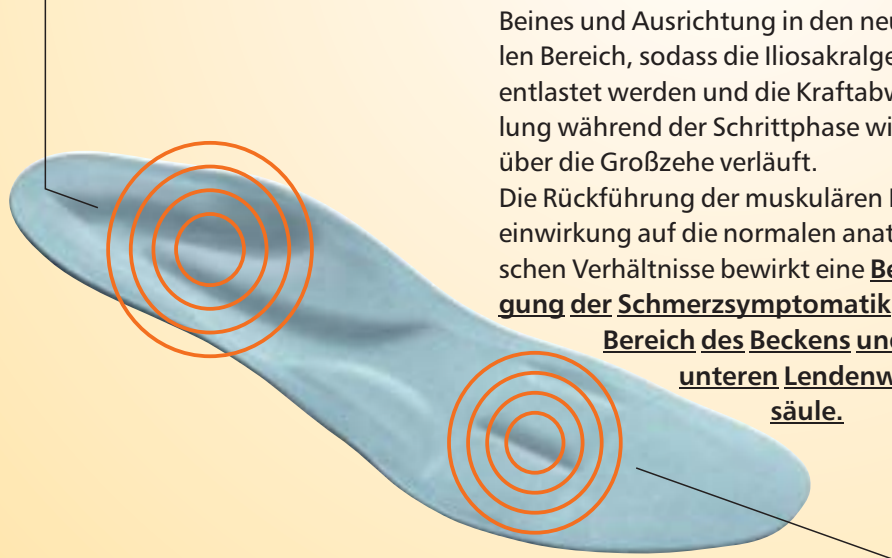 Beines und Ausrichtung in den neu
len Bereich, sodass die Iliosakralge
entlastet werden und die Kraftabw
lung während der Schrittphase wi
über die Großzehe verläuft.
Die Rückführung der muskulären
einwirkung auf die normalen anat
schen Verhältnisse bewirkt eine Be
gung der Schmerzsymptomatik
Bereich des Beckens und
unteren Lendenw
säule.